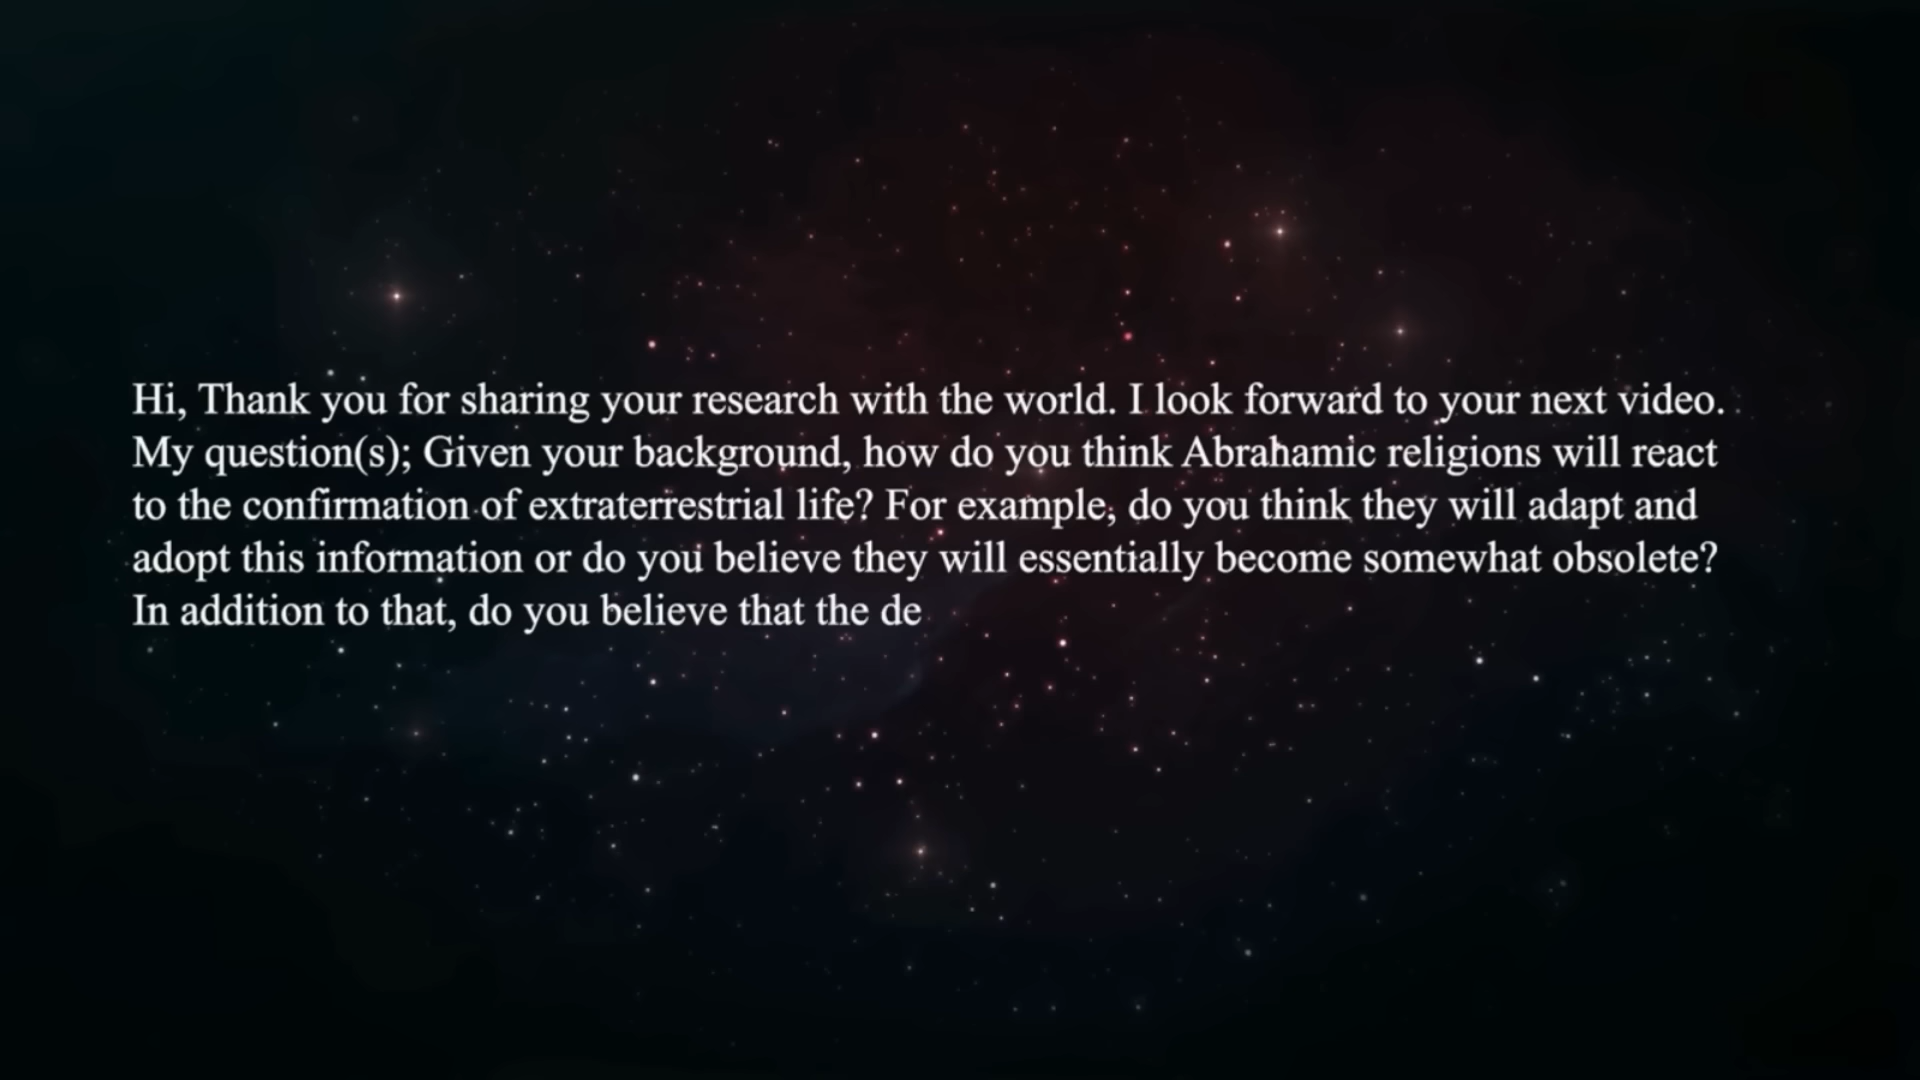 Hi, Thank you for sharing your research with the world. I look forward to your next video.
My question(s); Given your background, how do you think Abrahamic religions will react
to the confirmation of extraterrestrial life? For example, do you think they will adapt and
adopt this information or do you believe they will essentially become somewhat obsolete?
In addition to that, do you believe that the de